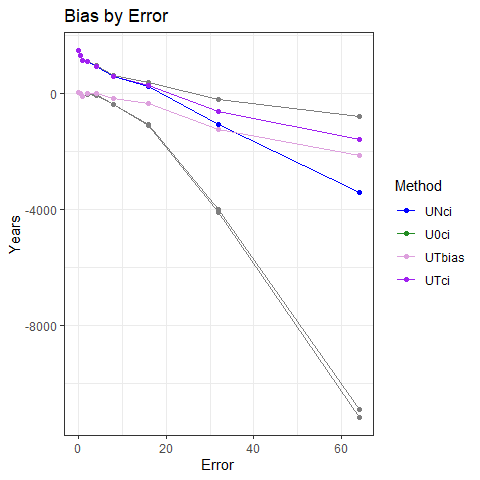 Bias by Error
0
-4000
-8000
Years
0
20
40
60
Error
Method
UNci
U0ci
UTbias
UTci